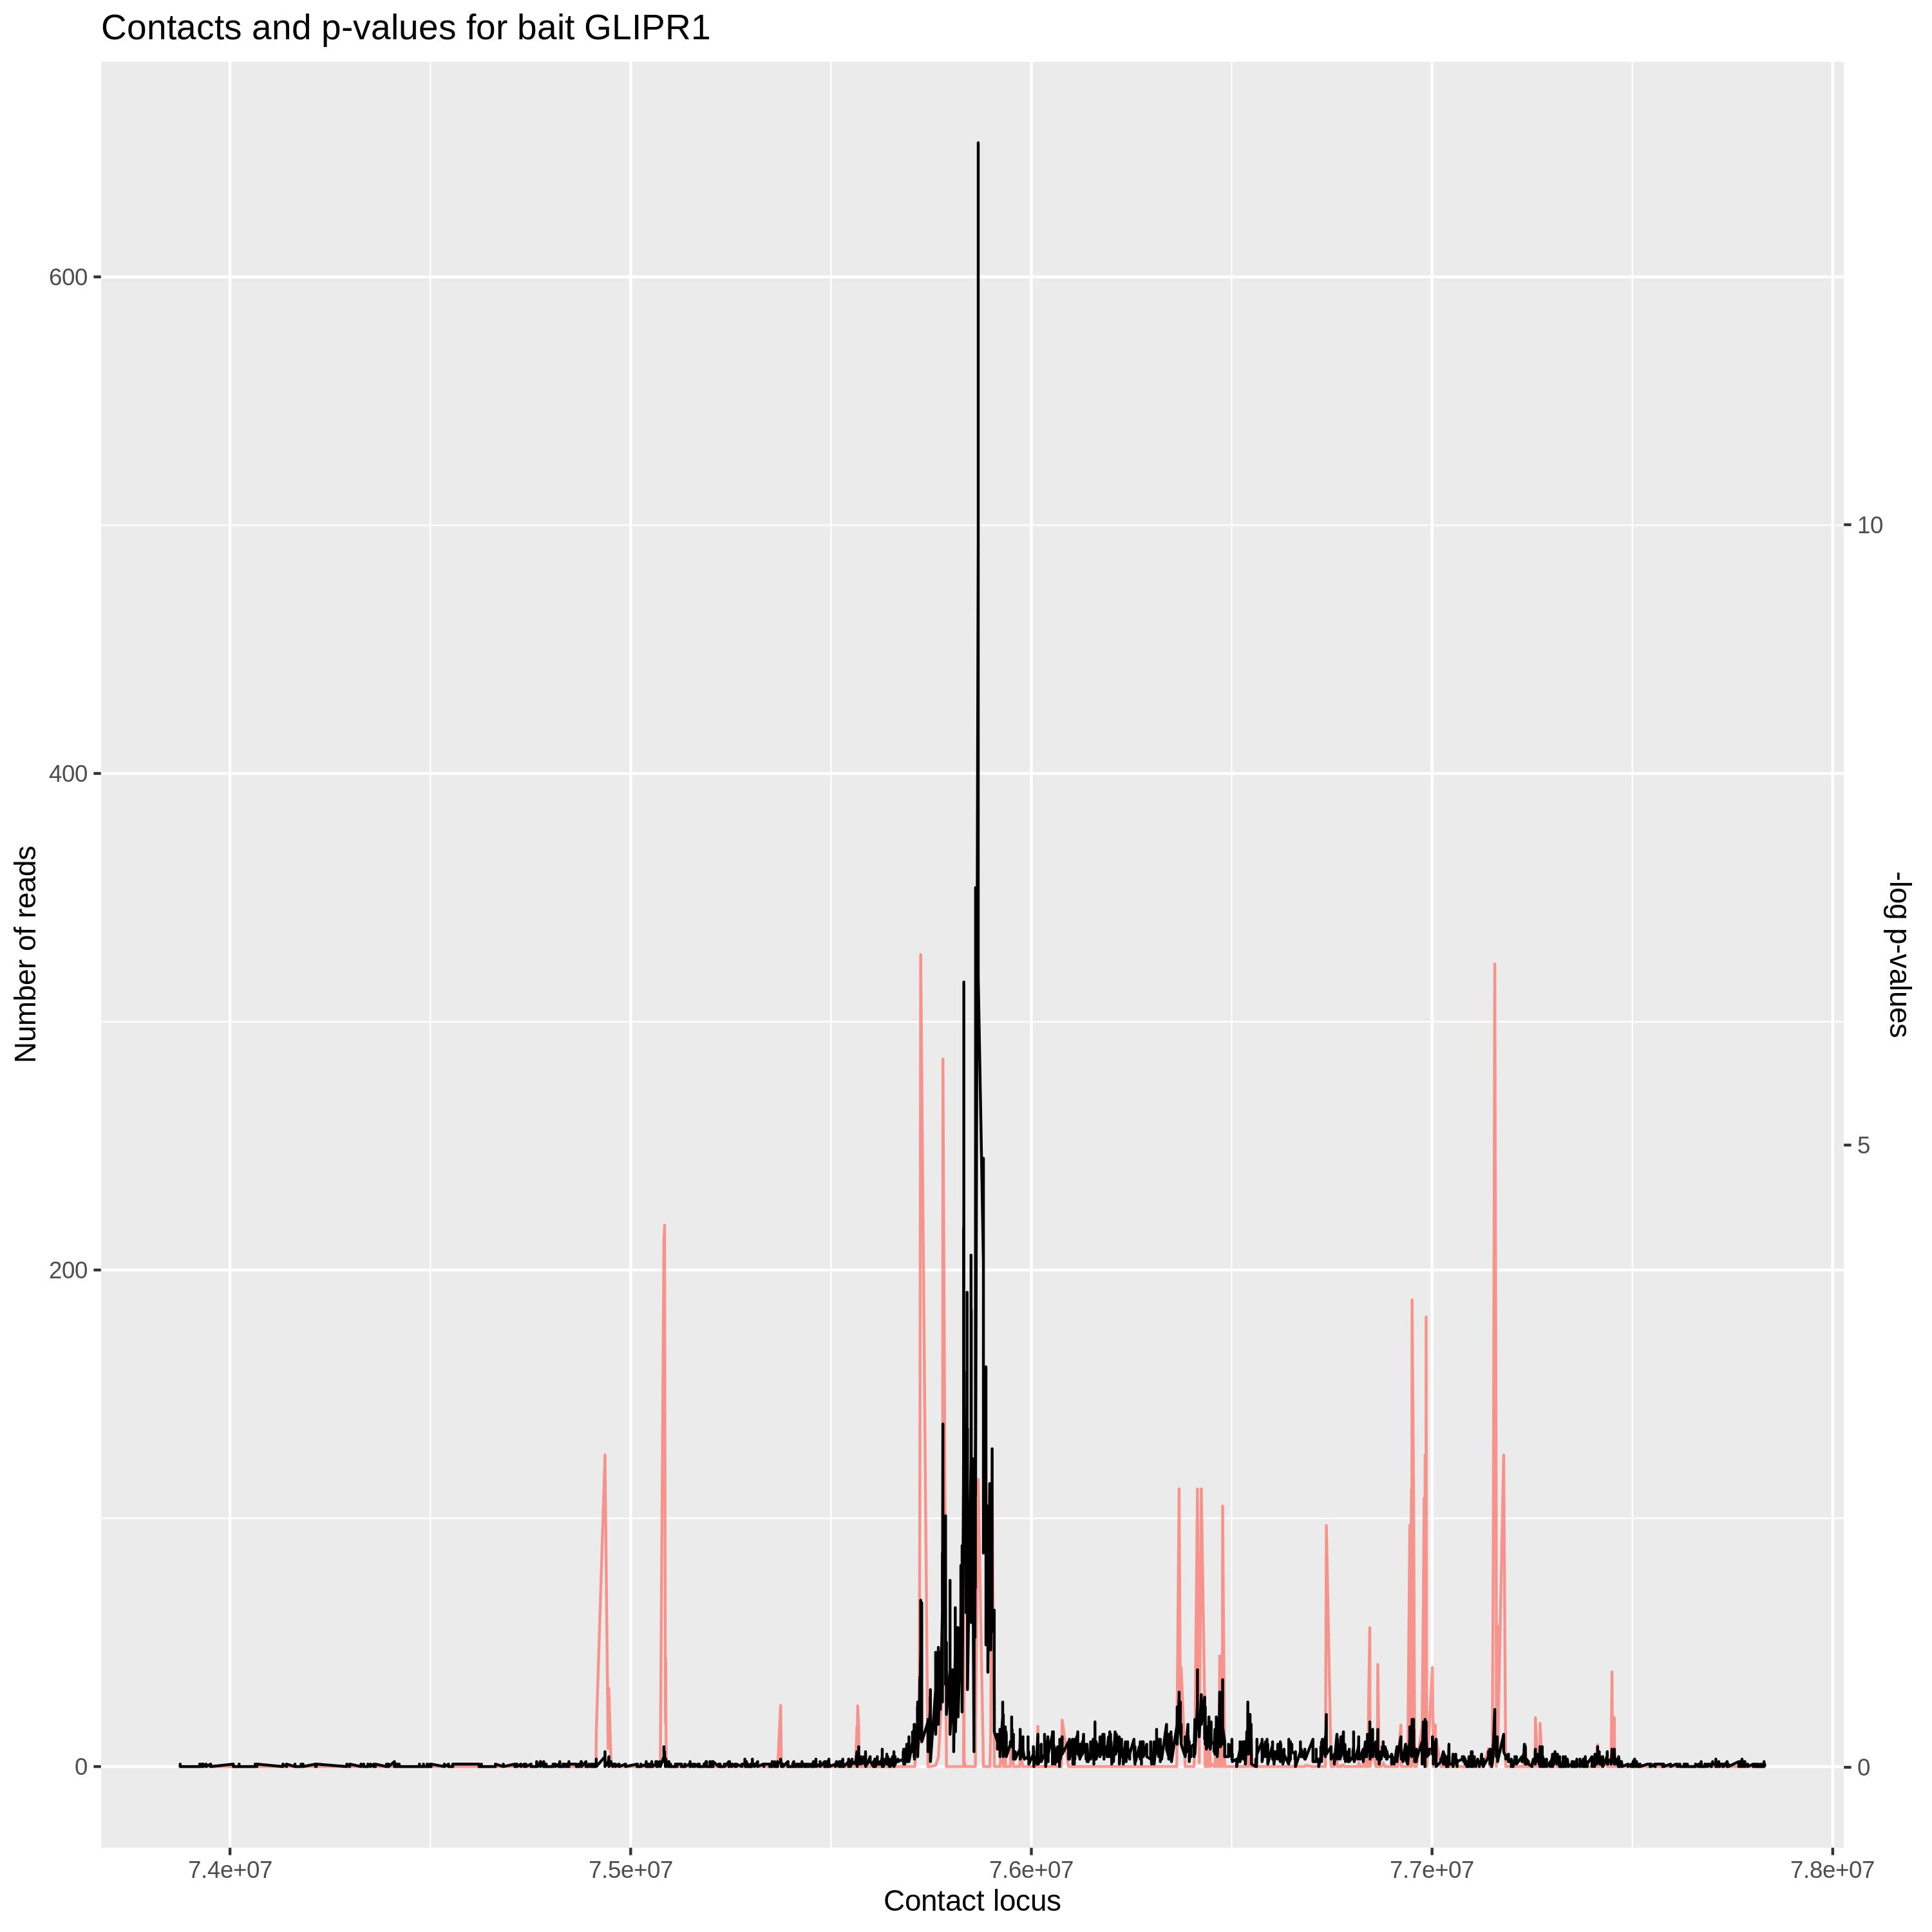 Contacts and p-values for bait GLIPR1
600
400
200
0
Number of reads
10
5
0
-log p-values
7.4e+07
7.5e+07
7.6e+07
7.7e+07
7.8e+07
Contact locus